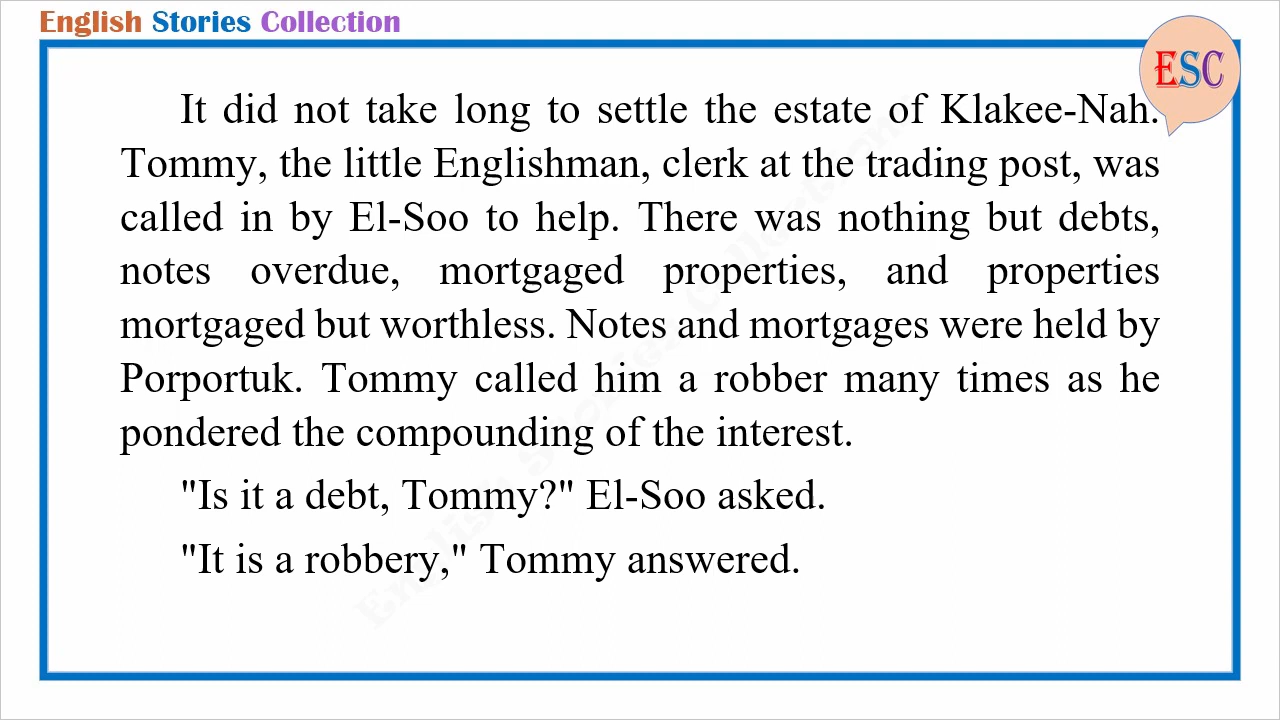 English Stories Collection
ESC
It did not take long to settle the estate of Klakee-Nah.
Tommy, the little Englishman, clerk at the trading post, was
called in by El-Soo to help. There was nothing but debts,
notes overdue, mortgaged properties, and properties
mortgaged but worthless. Notes and mortgages were held by
Porportuk. Tommy called him a robber many times as he
pondered the compounding of the interest.
"Is it a debt, Tommy?" El-Soo asked.
"It is a robbery," Tommy answered.
English Stories Collection